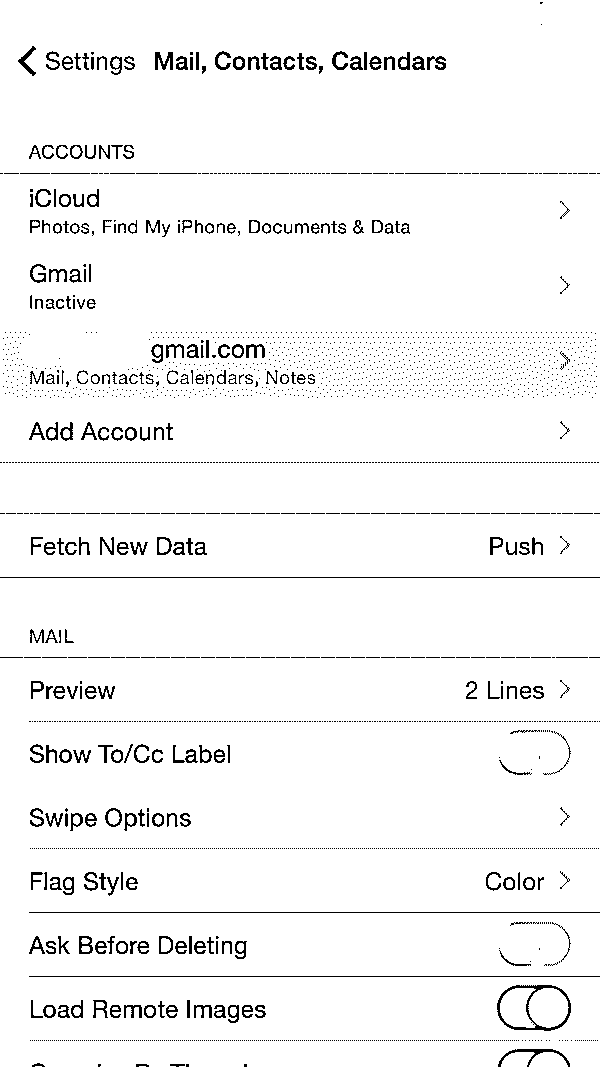 Settings Mail, Contacts, Calendars
ACCOUNTS
iCloud
Photos, Find My iPhone, Documents & Data
Gmail
Inactive
gmail.com
Mail, Contacts, Calendars, Notes
Add Account
Fetch New Data Push
MAIL
Preview 2 Lines
Show To/Cc Label
Swipe Options
Flag Style Color
Ask Before Deleting
Load Remote Images